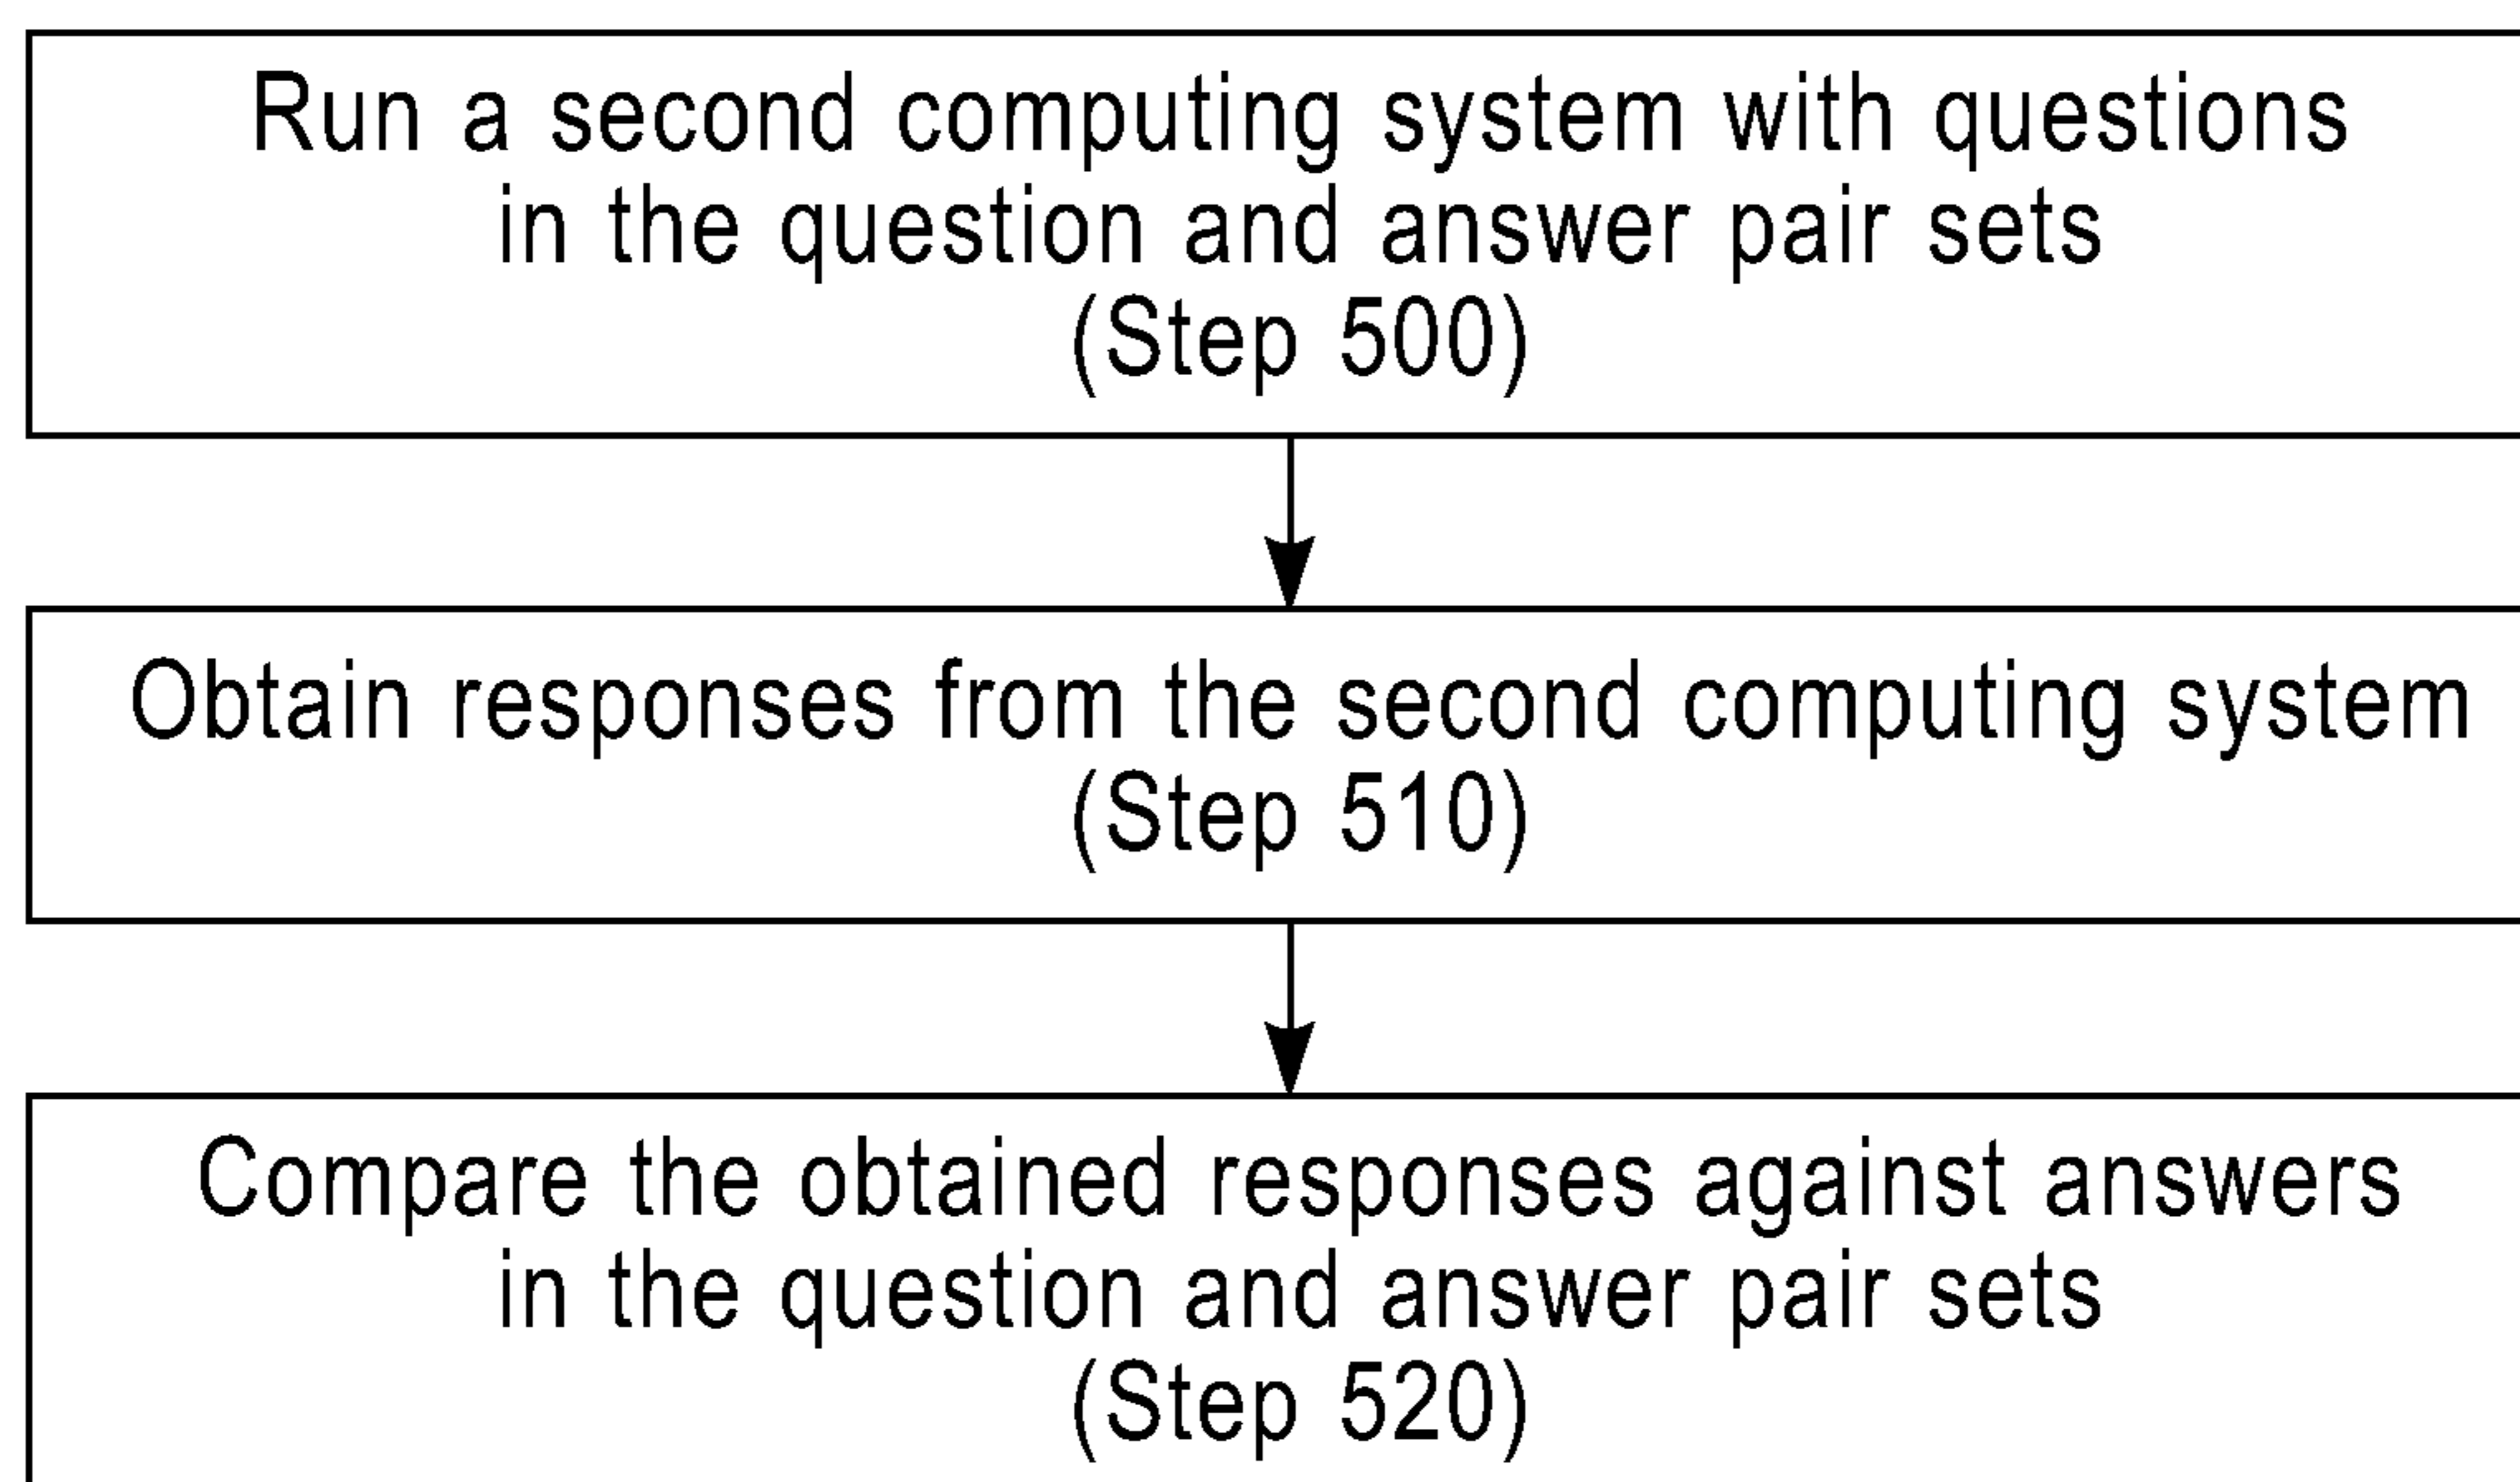 Run a second computing system with questions
in the question and answer pair sets
(Step 500)
Obtain responses from the second computing system
(Step 510)
Compare the obtained responses against answers
in the question and answer pair sets
(Step 520)